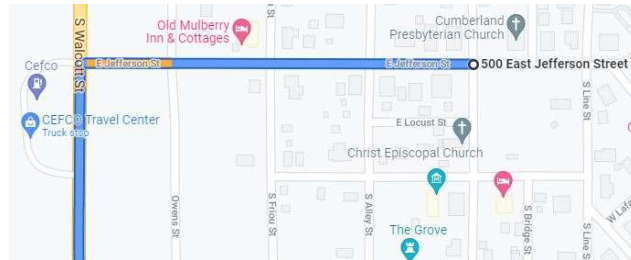 Old Mulberry
Inn & Cottages
Cumberland
Presbyterian Church
S Walcott St
Cefco
E Jefferson St
E Jefferson St
500 East Jefferson Street
CEFCO Travel Center
Truck stop
E Locust St
S Line St
Christ Episcopal Church
Owens St
S Friou St
S Alley St
The Grove
S Bridge St
S Line St